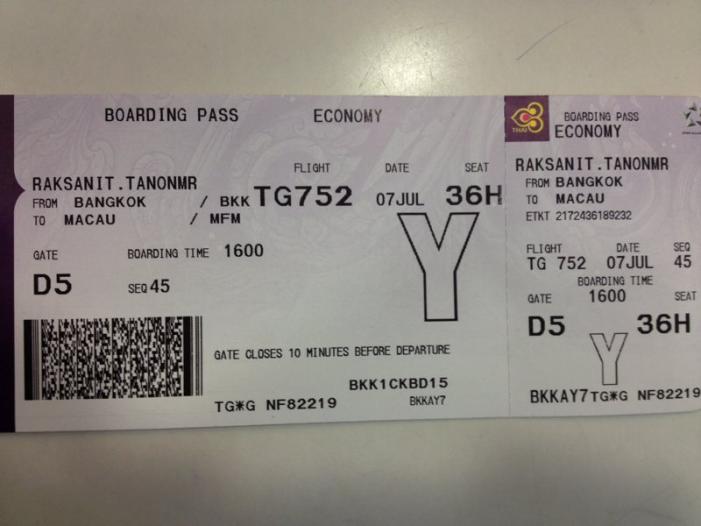 BOARDING PASS ECONOMY
FLIGHT DATE SEAT
RAKSANIT.TANONMR
FROM BANGKOK / BKK TG752 07JUL 36H
TO MACAU / MFM
Y
GATE BOARDING TIME 1600
D5 SEQ 45
GATE CLOSES 10 MINUTES BEFORE DEPARTURE
BKK1CKBD15
TG*G NF82219 BKKAY7
THAI
BOARDING PASS
ECONOMY
RAKSANIT.TANONMR
FROM BANGKOK
TO MACAU
ETKT 2172436189232
FLIGHT DATE SEQ
TG 752 07JUL 45
BOARDING TIME
GATE 1600 SEAT
D5 36H
Y
BKKAY7 TG*G NF82219